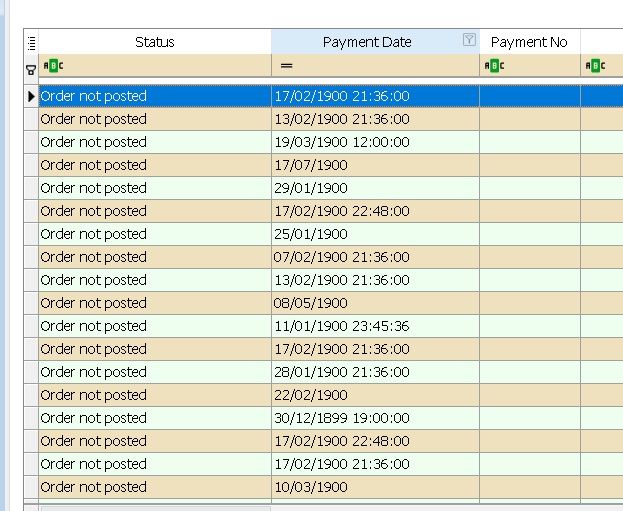 Status Payment Date Payment No
ABC = ABC ABC
Order not posted 17/02/1900 21:36:00
Order not posted 13/02/1900 21:36:00
Order not posted 19/03/1900 12:00:00
Order not posted 17/07/1900
Order not posted 29/01/1900
Order not posted 17/02/1900 22:48:00
Order not posted 25/01/1900
Order not posted 07/02/1900 21:36:00
Order not posted 13/02/1900 21:36:00
Order not posted 08/05/1900
Order not posted 11/01/1900 23:45:36
Order not posted 17/02/1900 21:36:00
Order not posted 28/01/1900 21:36:00
Order not posted 22/02/1900
Order not posted 30/12/1899 19:00:00
Order not posted 17/02/1900 22:48:00
Order not posted 17/02/1900 21:36:00
Order not posted 10/03/1900